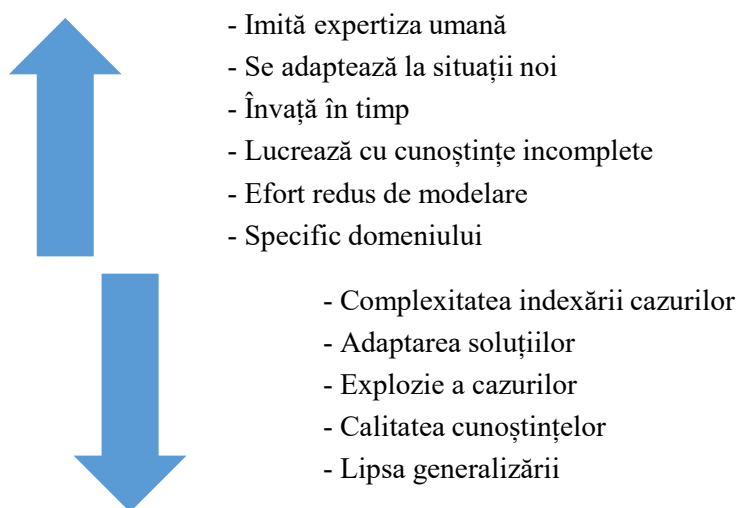 - Imită expertiza umană
- Se adaptează la situații noi
- Învață în timp
- Lucrează cu cunoștințe incomplete
- Efort redus de modelare
- Specific domeniului
- Complexitatea indexării cazurilor
- Adaptarea soluțiilor
- Explozie a cazurilor
- Calitatea cunoștințelor
- Lipsa generalizării